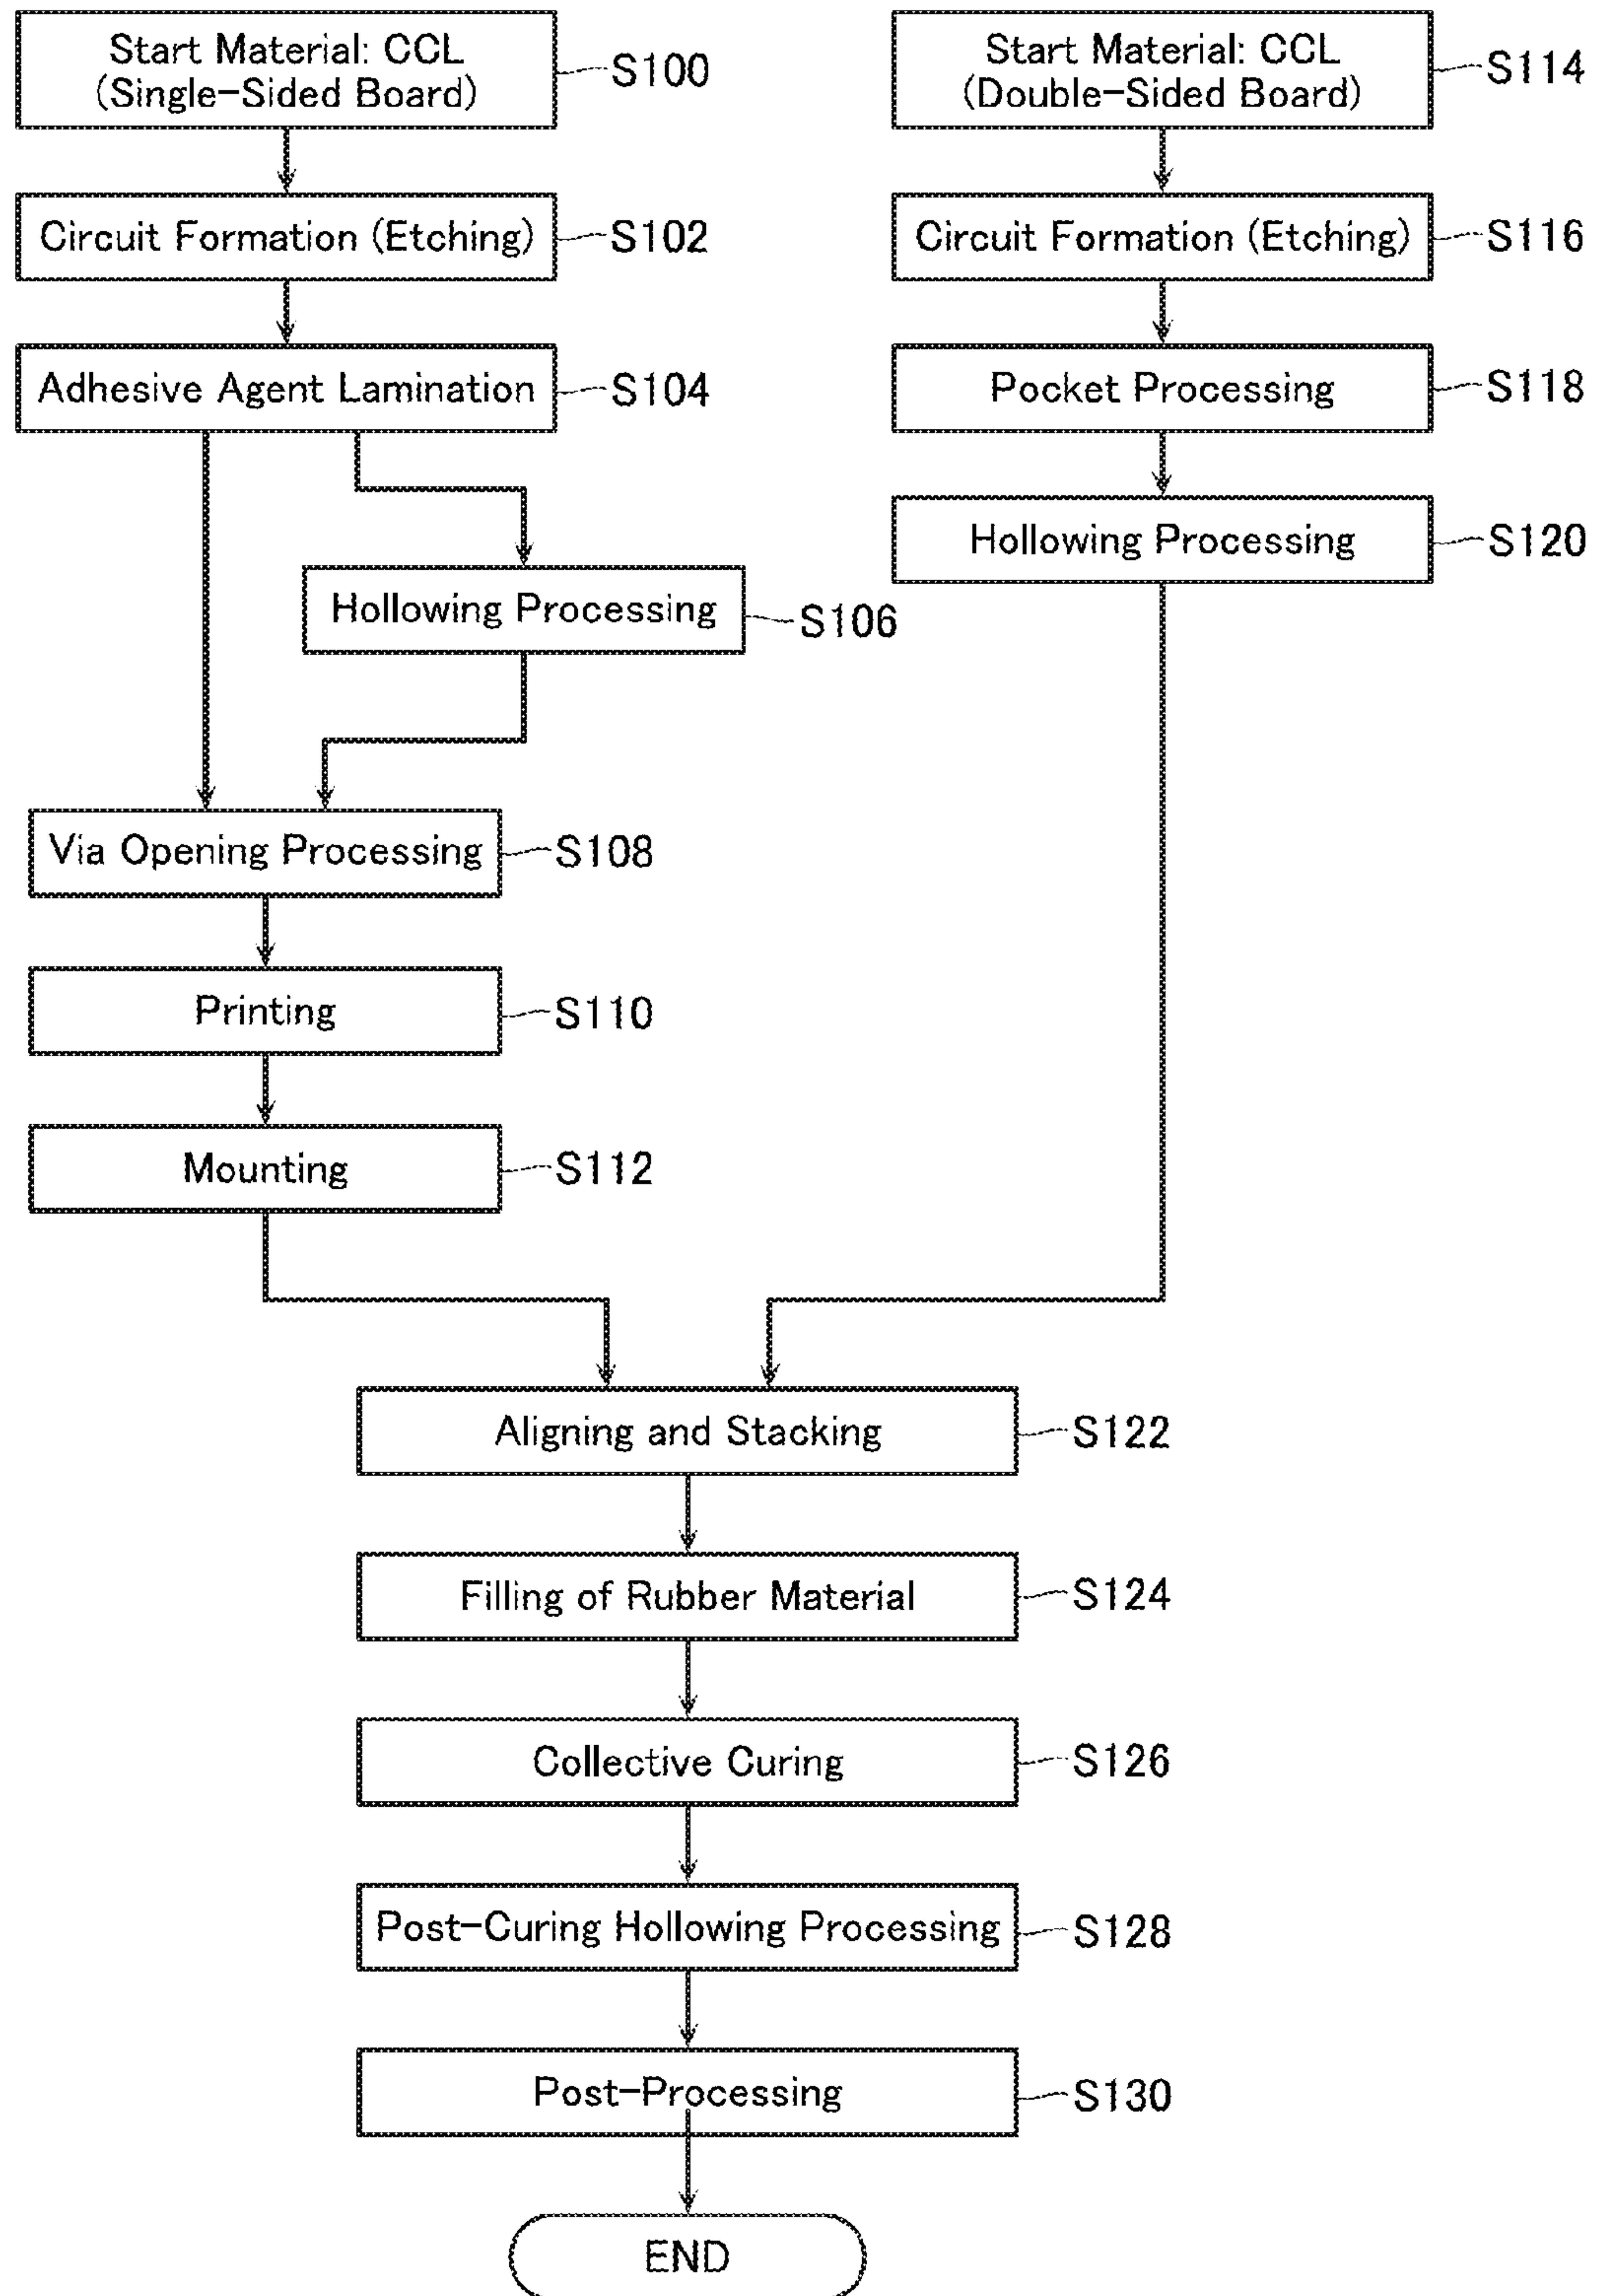 Start Material: CCL
(Single-Sided Board)
S100
Circuit Formation (Etching)
S102
Adhesive Agent Lamination
S104
Hollowing Processing
S106
Via Opening Processing
S108
Printing
S110
Mounting
S112
Start Material: CCL
(Double-Sided Board)
S114
Circuit Formation (Etching)
S116
Pocket Processing
S118
Hollowing Processing
S120
Aligning and Stacking
S122
Filling of Rubber Material
S124
Collective Curing
S126
Post-Curing Hollowing Processing
S128
Post-Processing
S130
END